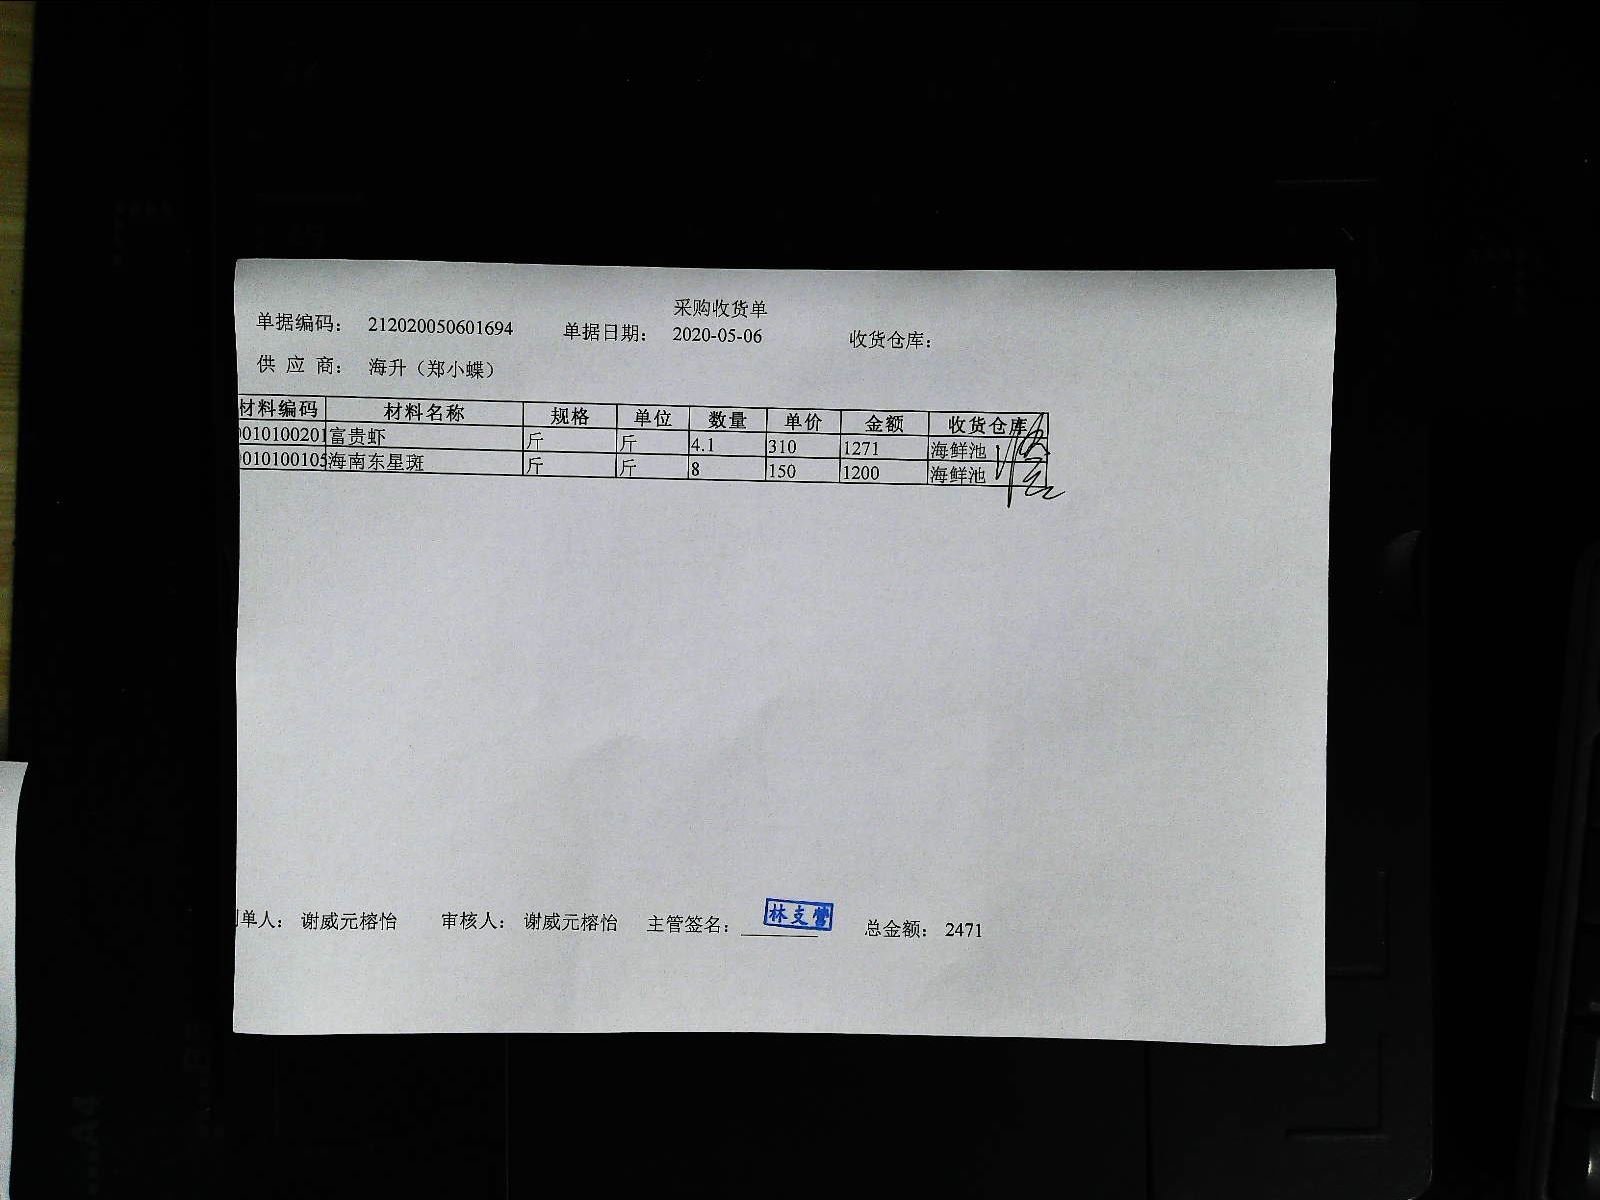 采购收货单
单据编码： 212020050601694 单据日期： 2020-05-06 收货仓库：
供 应 商： 海升（郑小蝶）
材料编码 材料名称 规格 单位 数量 单价 金额 收货仓库
0010100201 富贵虾 斤 斤 4.1 310 1271 海鲜池
0010100105 海南东星斑 斤 斤 8 150 1200 海鲜池
制单人： 谢威元榕怡 审核人： 谢威元榕怡 主管签名： 林支营 总金额： 2471
A4